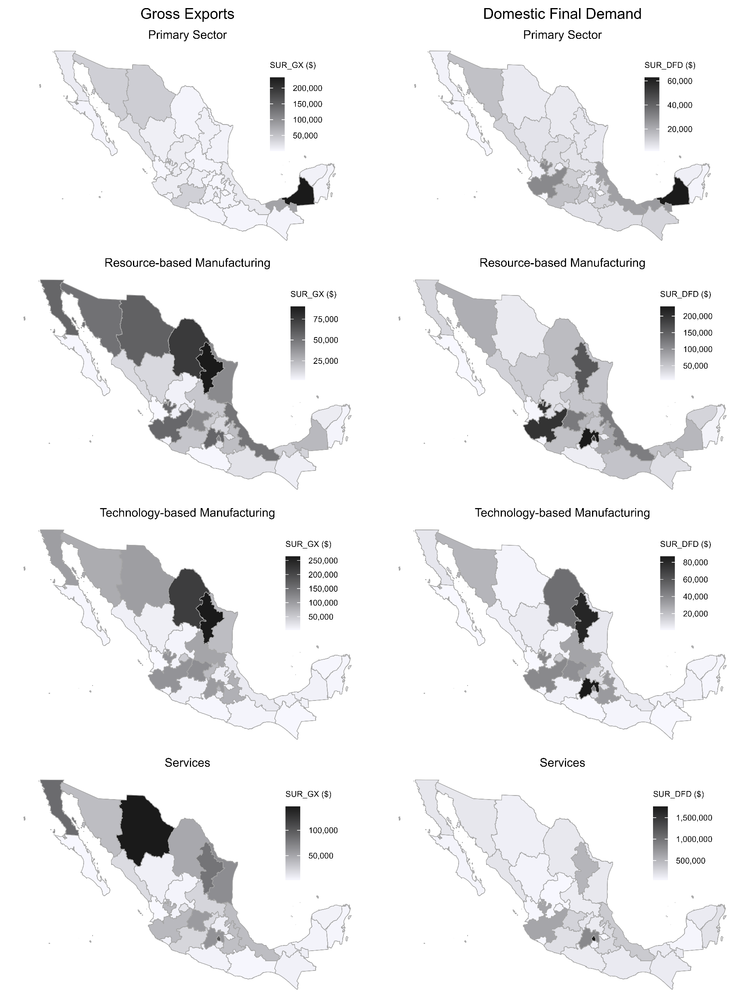 Gross Exports
Domestic Final Demand
Primary Sector
Primary Sector
SUR_GX ($)
200,000
150,000
100,000
50,000
SUR_DFD ($)
60,000
40,000
20,000
Resource-based Manufacturing
Resource-based Manufacturing
SUR_GX ($)
75,000
50,000
25,000
SUR_DFD ($)
200,000
150,000
100,000
50,000
Technology-based Manufacturing
Technology-based Manufacturing
SUR_GX ($)
250,000
200,000
150,000
100,000
50,000
SUR_DFD ($)
80,000
60,000
40,000
20,000
Services
Services
SUR_GX ($)
100,000
50,000
SUR_DFD ($)
1,500,000
1,000,000
500,000